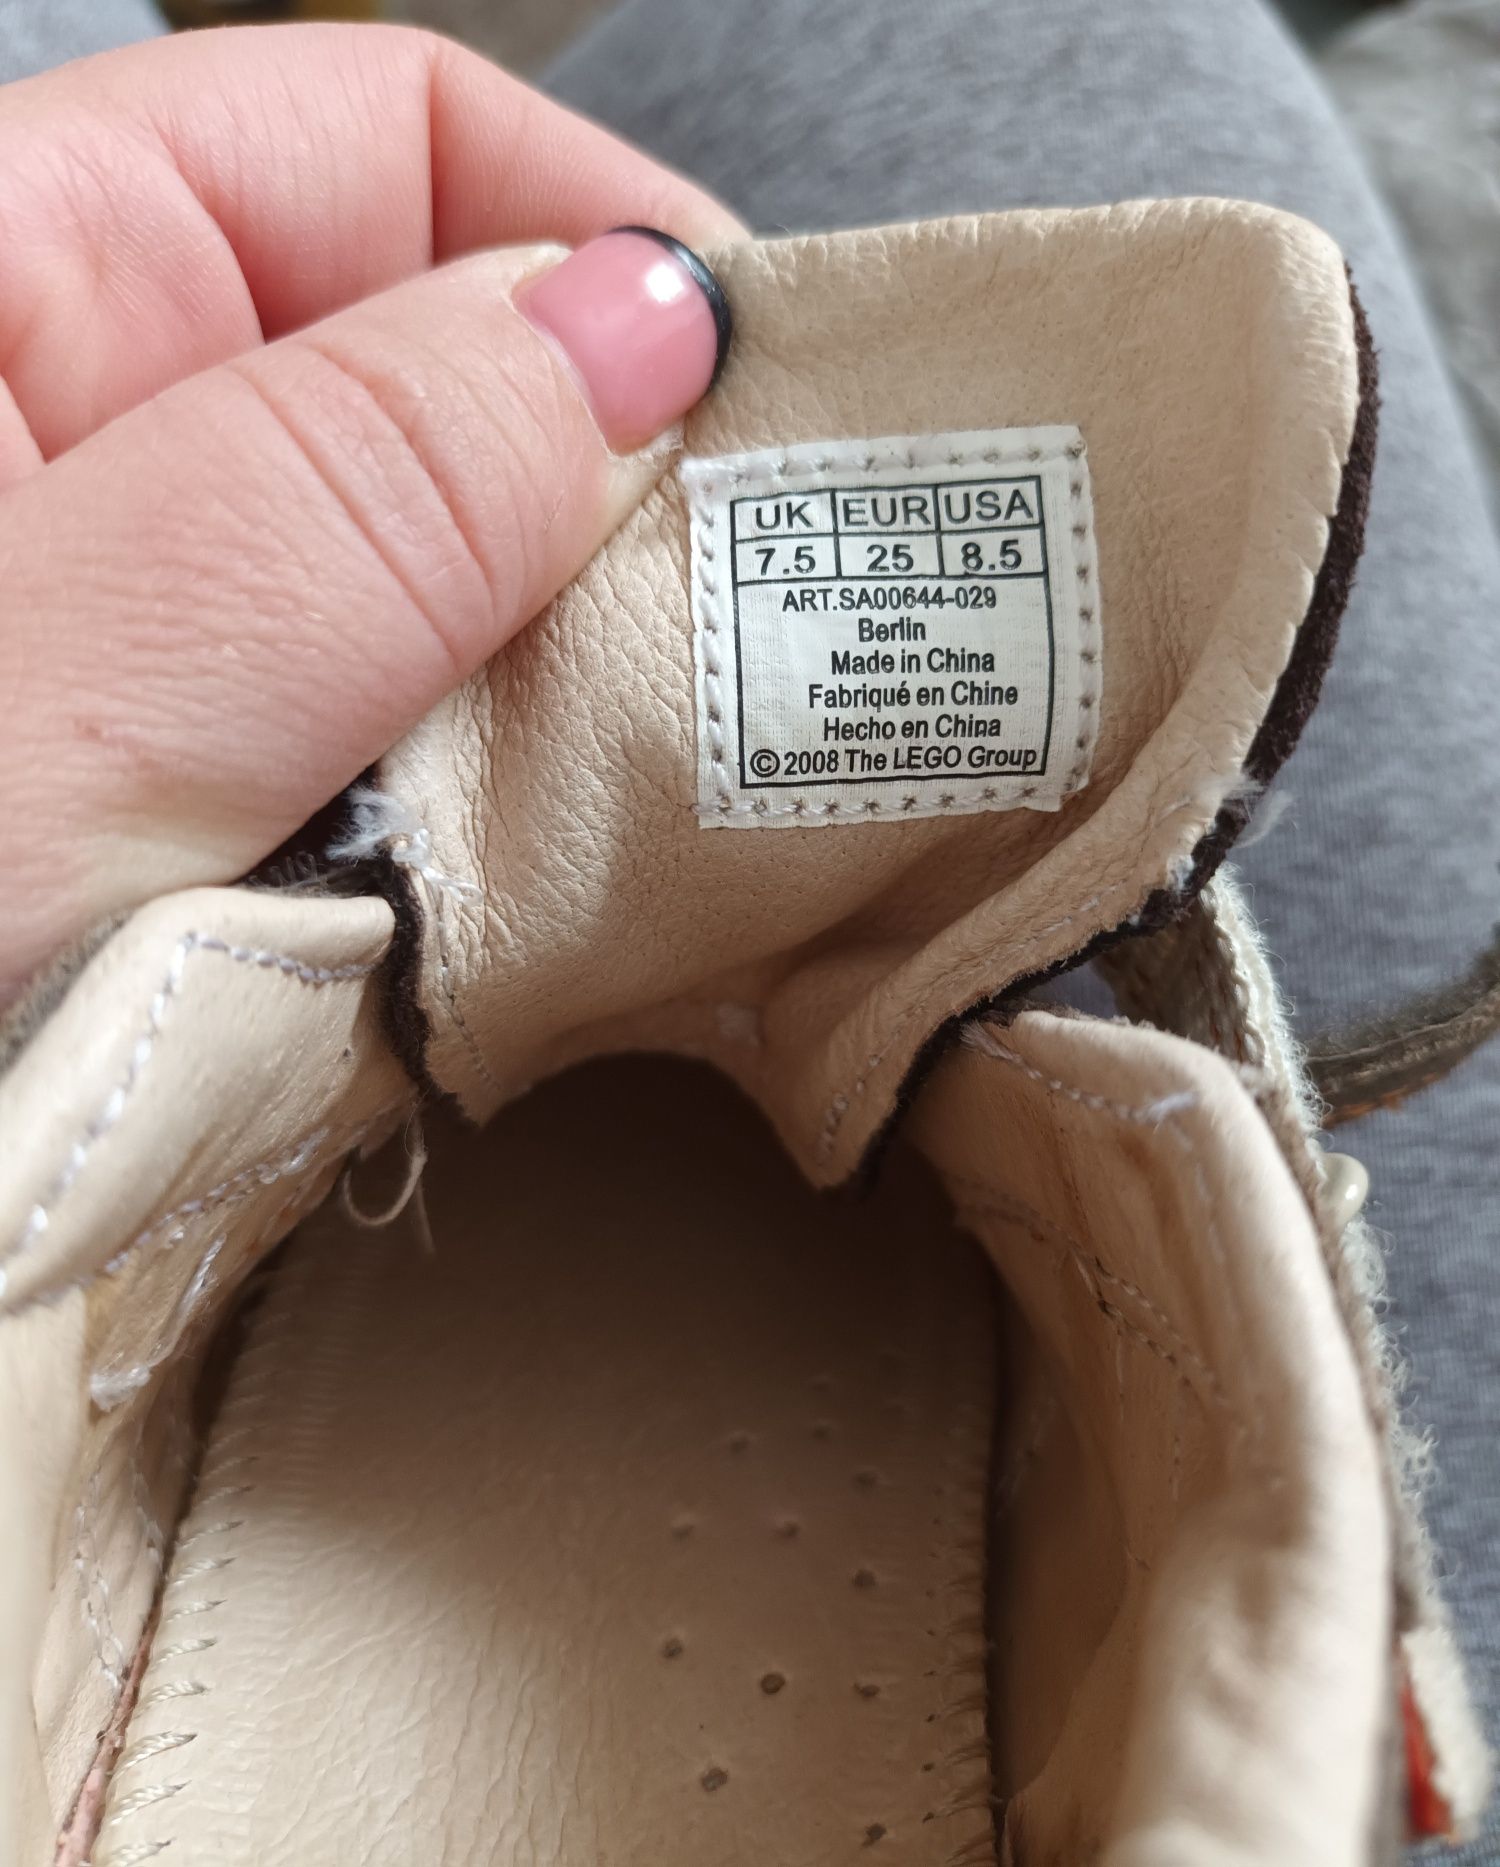 UK EUR USA
7.5 25 8.5
ART.SA00644-029
Berlin
Made in China
Fabriqué en Chine
Hecho en China
© 2008 The LEGO Group